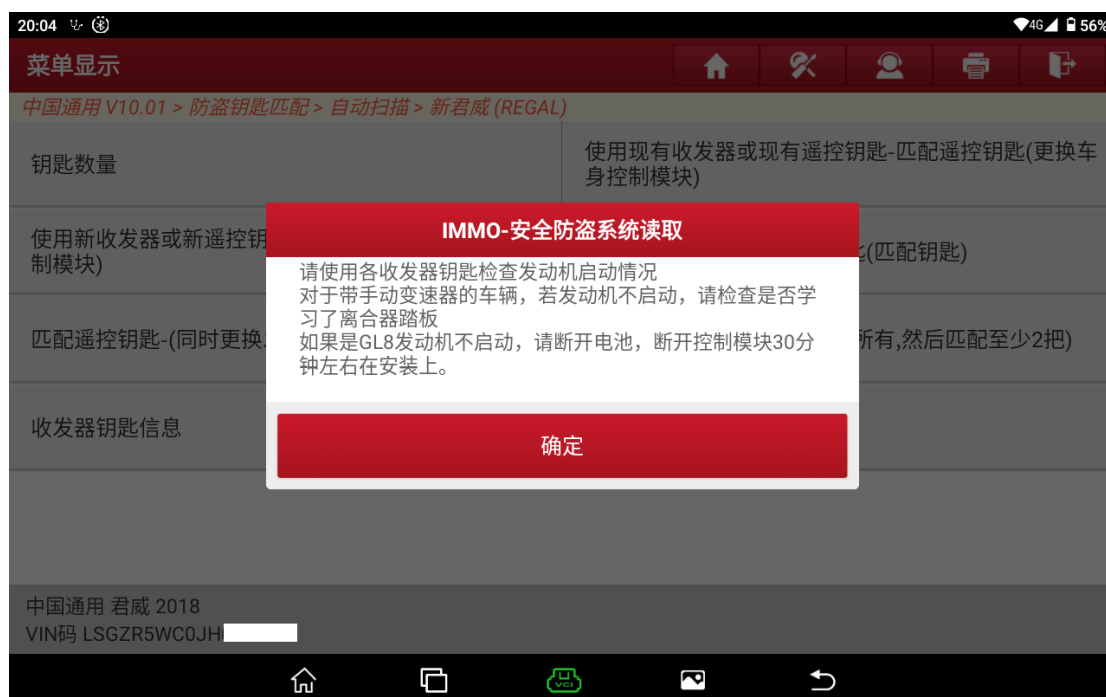 20:04
4G 56%
菜单显示
中国通用 V10.01 > 防盗钥匙匹配 > 自动扫描 > 新君威 (REGAL)
钥匙数量
使用现有收发器或现有遥控钥匙-匹配遥控钥匙(更换车
身控制模块)
使用新收发器或新遥控钥
制模块)
(匹配钥匙)
匹配遥控钥匙-(同时更换
所有,然后匹配至少2把)
收发器钥匙信息
IMMO-安全防盗系统读取
请使用各收发器钥匙检查发动机启动情况
对于带手动变速器的车辆，若发动机不启动，请检查是否学
习了离合器踏板
如果是GL8发动机不启动，请断开电池，断开控制模块30分
钟左右在安装上。
确定
中国通用 君威 2018
VIN码 LSGZR5WC0JH
VCI